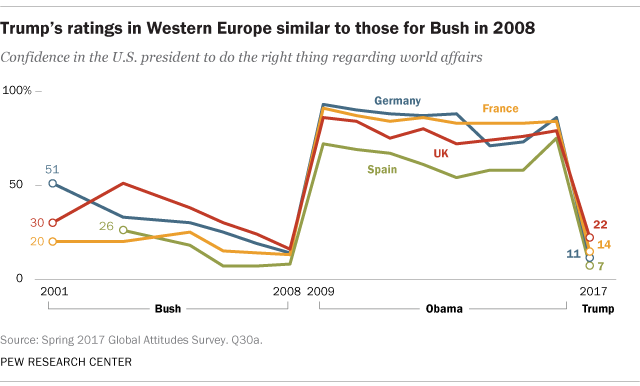 Trump's ratings in Western Europe similar to those for Bush in 2008
Confidence in the U.S. president to do the right thing regarding world affairs
100%
Germany
France
UK
Spain
51
50
30
26
20
22
14
11
7
0
2001
2008
2009
2017
Bush
Obama
Trump
Source: Spring 2017 Global Attitudes Survey. Q30a.
PEW RESEARCH CENTER